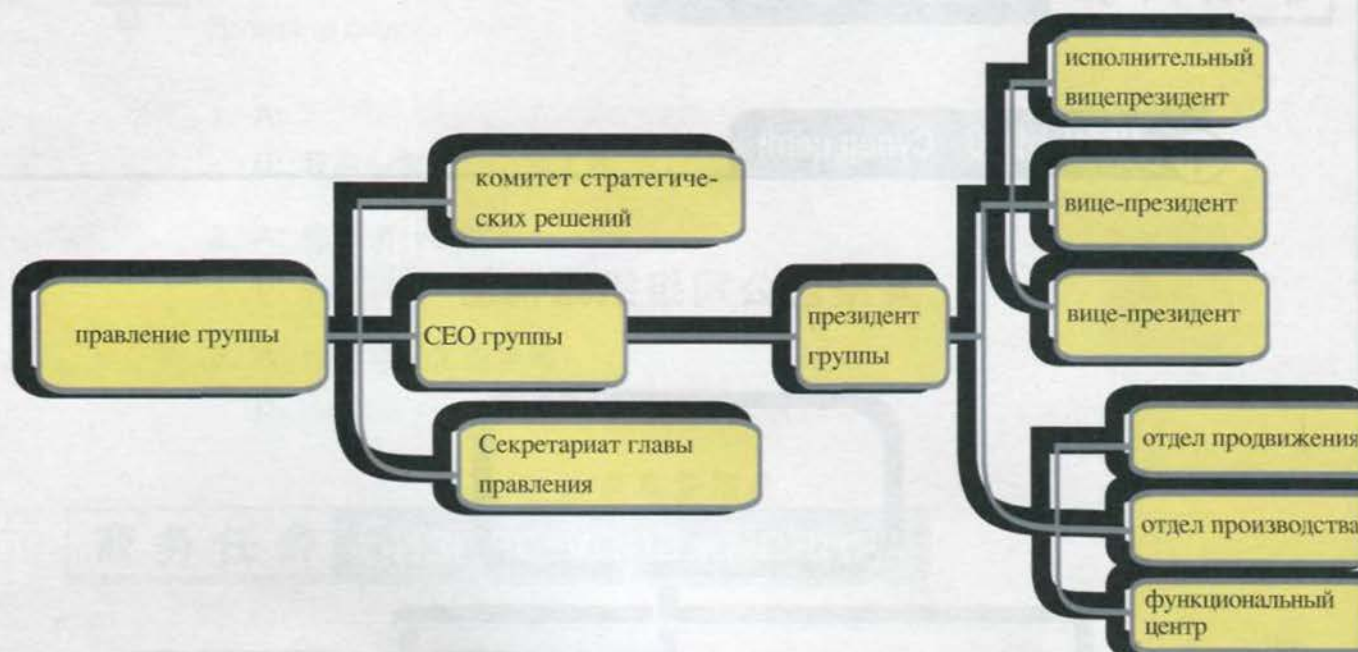 правление группы
комитет стратегиче-
ских решений
CEO группы
Секретариат главы
правления
президент
группы
исполнительный
вицепрезидент
вице-президент
вице-президент
отдел продвижения
отдел производства
функциональный
центр